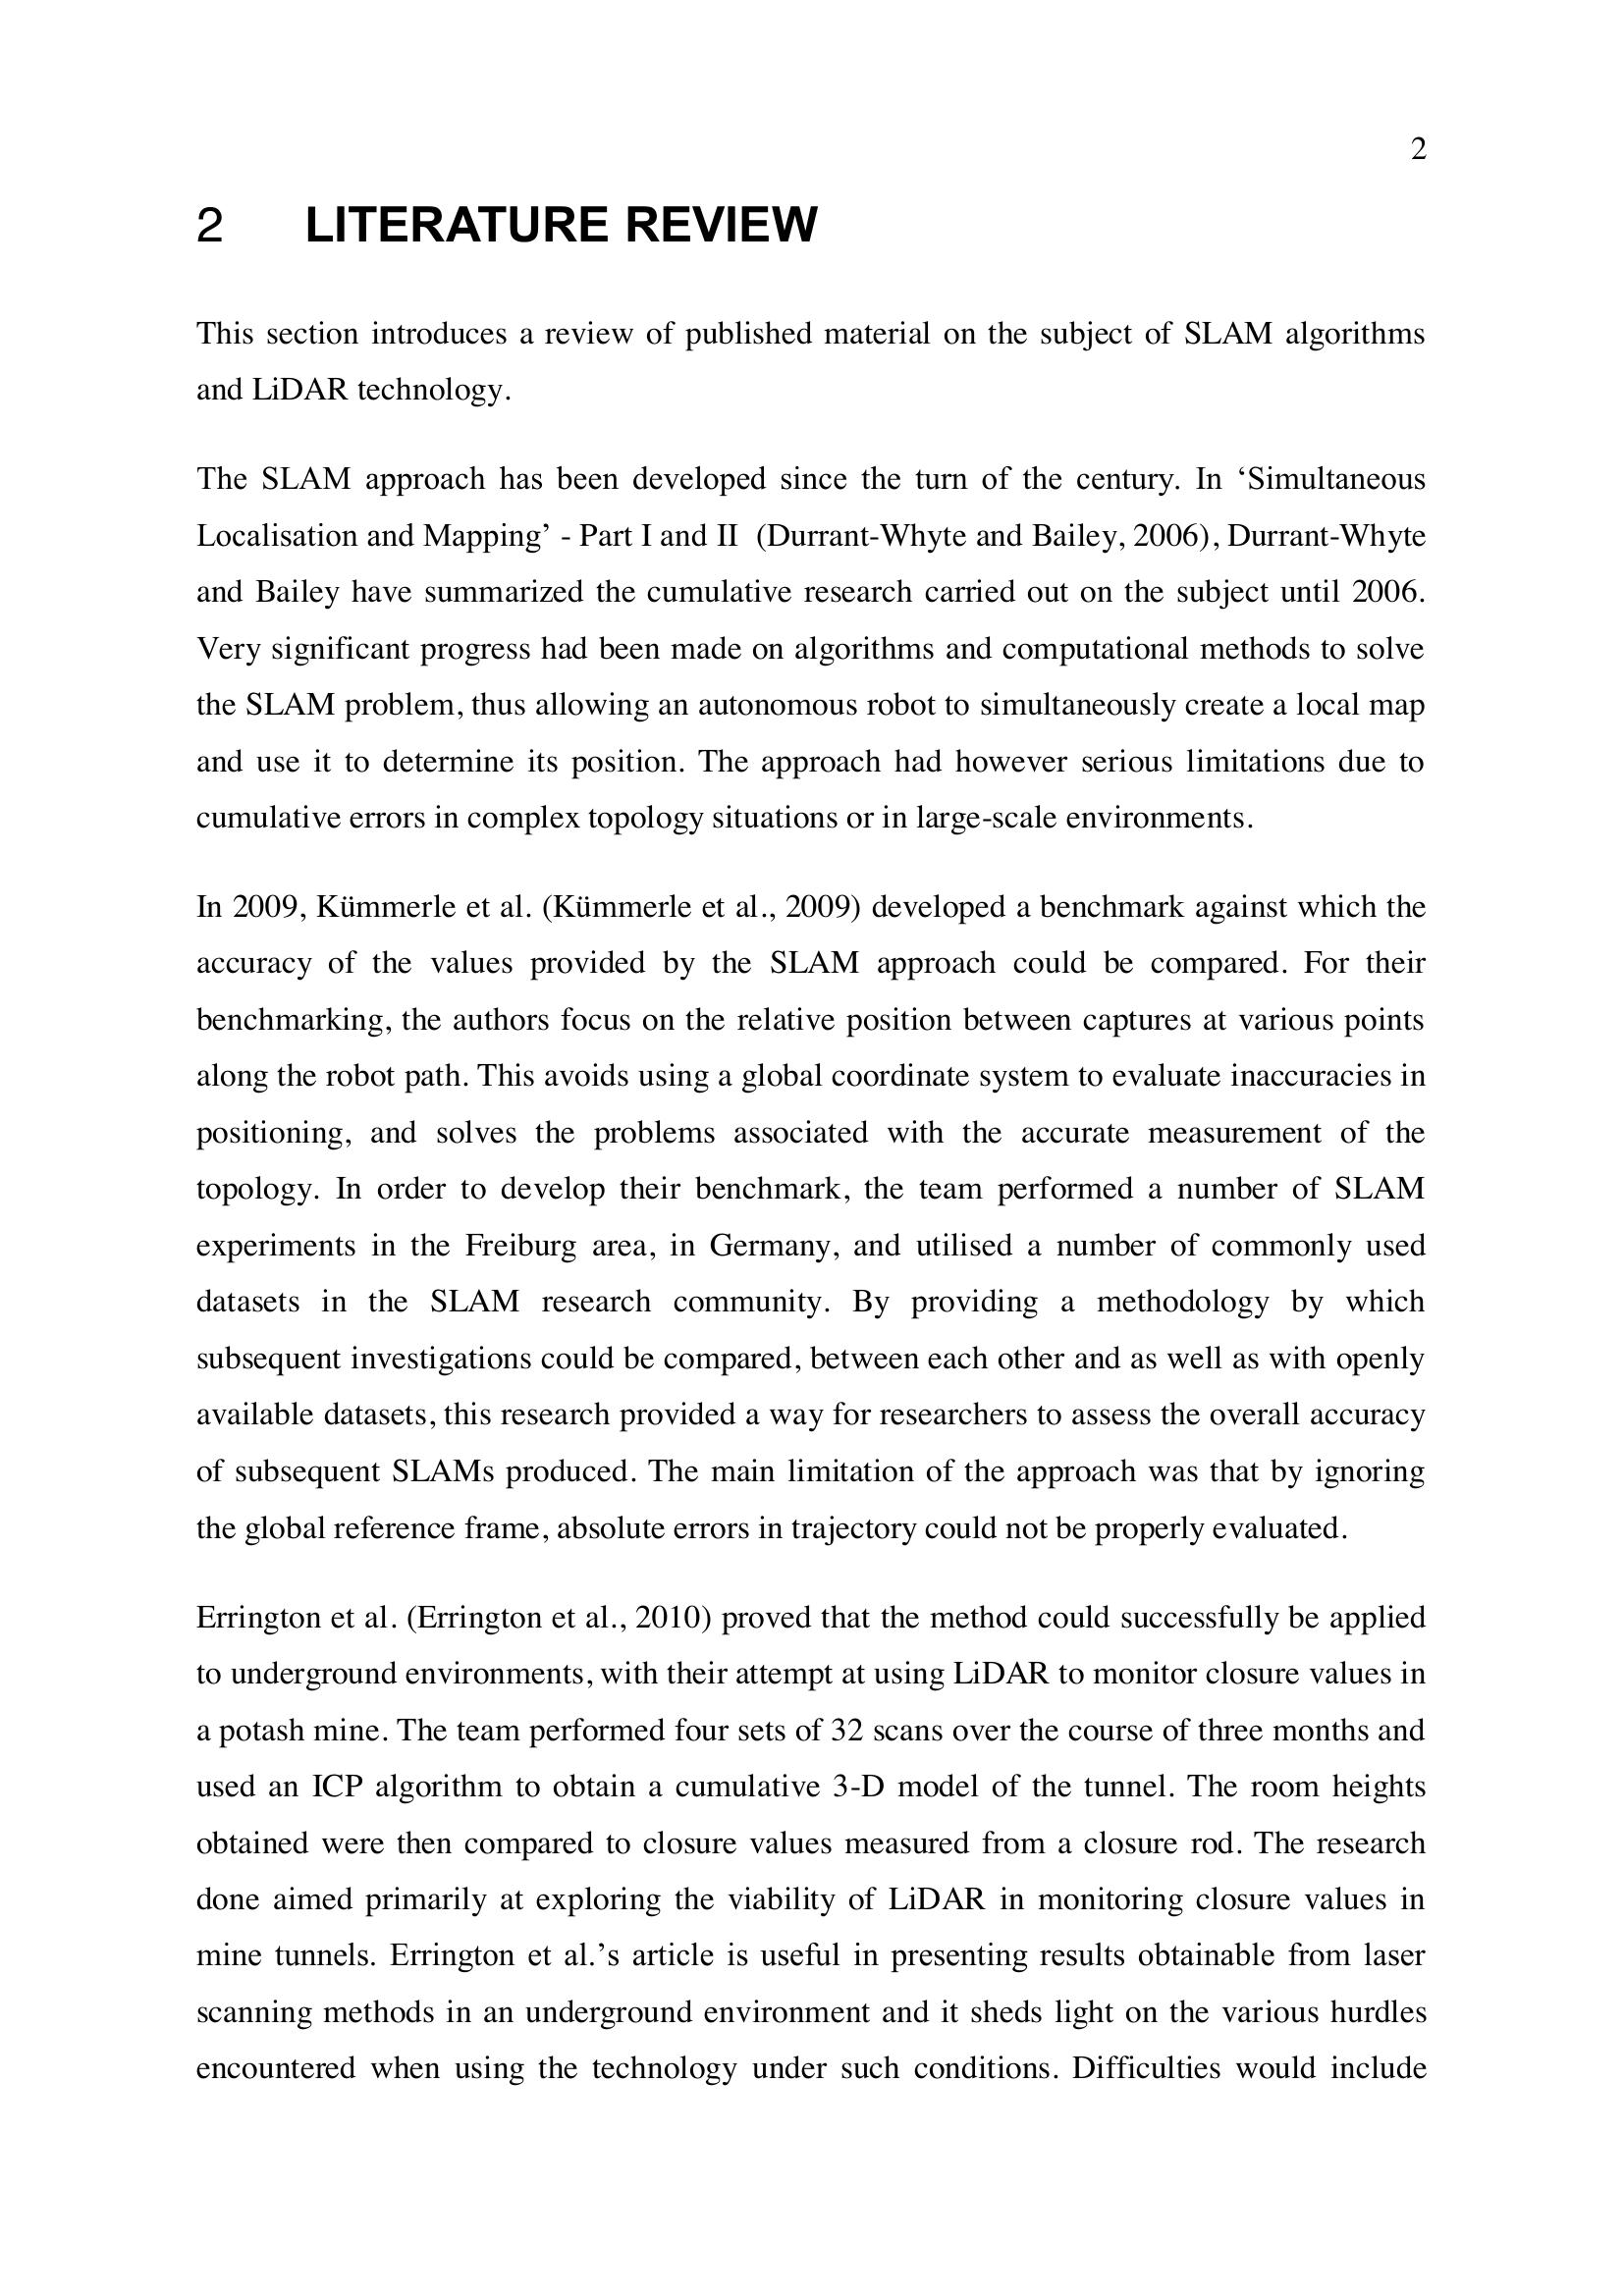 2
2 LITERATURE REVIEW
This section introduces a review of published material on the subject of SLAM algorithms
and LiDAR technology.
The SLAM approach has been developed since the turn of the century. In ‘Simultaneous
Localisation and Mapping’ - Part I and II  (Durrant-Whyte and Bailey, 2006), Durrant-Whyte
and Bailey have summarized the cumulative research carried out on the subject until 2006.
Very significant progress had been made on algorithms and computational methods to solve
the SLAM problem, thus allowing an autonomous robot to simultaneously create a local map
and use it to determine its position. The approach had however serious limitations due to
cumulative errors in complex topology situations or in large-scale environments.
In 2009, Kümmerle et al. (Kümmerle et al., 2009) developed a benchmark against which the
accuracy of the values provided by the SLAM approach could be compared. For their
benchmarking, the authors focus on the relative position between captures at various points
along the robot path. This avoids using a global coordinate system to evaluate inaccuracies in
positioning, and solves the problems associated with the accurate measurement of the
topology. In order to develop their benchmark, the team performed a number of SLAM
experiments in the Freiburg area, in Germany, and utilised a number of commonly used
datasets in the SLAM research community. By providing a methodology by which
subsequent investigations could be compared, between each other and as well as with openly
available datasets, this research provided a way for researchers to assess the overall accuracy
of subsequent SLAMs produced. The main limitation of the approach was that by ignoring
the global reference frame, absolute errors in trajectory could not be properly evaluated.
Errington et al. (Errington et al., 2010) proved that the method could successfully be applied
to underground environments, with their attempt at using LiDAR to monitor closure values in
a potash mine. The team performed four sets of 32 scans over the course of three months and
used an ICP algorithm to obtain a cumulative 3-D model of the tunnel. The room heights
obtained were then compared to closure values measured from a closure rod. The research
done aimed primarily at exploring the viability of LiDAR in monitoring closure values in
mine tunnels. Errington et al.’s article is useful in presenting results obtainable from laser
scanning methods in an underground environment and it sheds light on the various hurdles
encountered when using the technology under such conditions. Difficulties would include